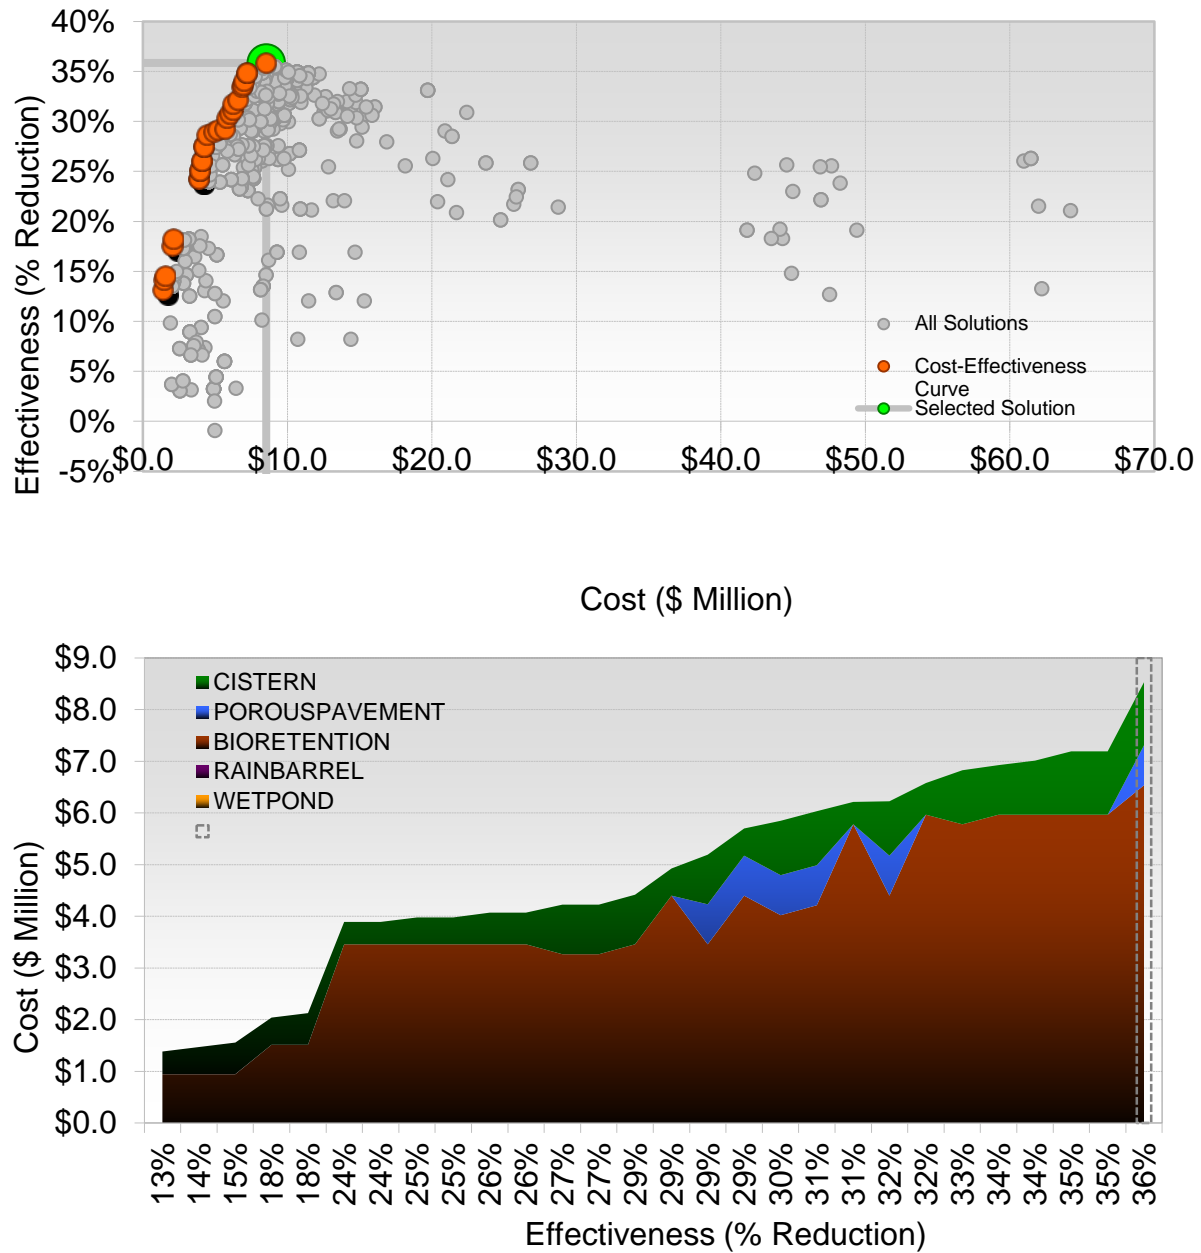 40%
35%
30%
25%
20%
15%
10%
5%
0%
-5%
Effectiveness (% Reduction)
All Solutions
Cost-Effectiveness
Curve
Selected Solution
$0.0 $10.0 $20.0 $30.0 $40.0 $50.0 $60.0 $70.0
Cost ($ Million)
$9.0
$8.0
$7.0
$6.0
$5.0
$4.0
$3.0
$2.0
$1.0
$0.0
Cost ($ Million)
CISTERN
POROUSPAVEMENT
BIORETENTION
RAINBARREL
WETPOND
13% 14% 15% 18% 18% 24% 24% 25% 25% 26% 26% 27% 27% 29% 29% 29% 29% 30% 31% 31% 32% 32% 33% 34% 34% 35% 35% 36%
Effectiveness (% Reduction)